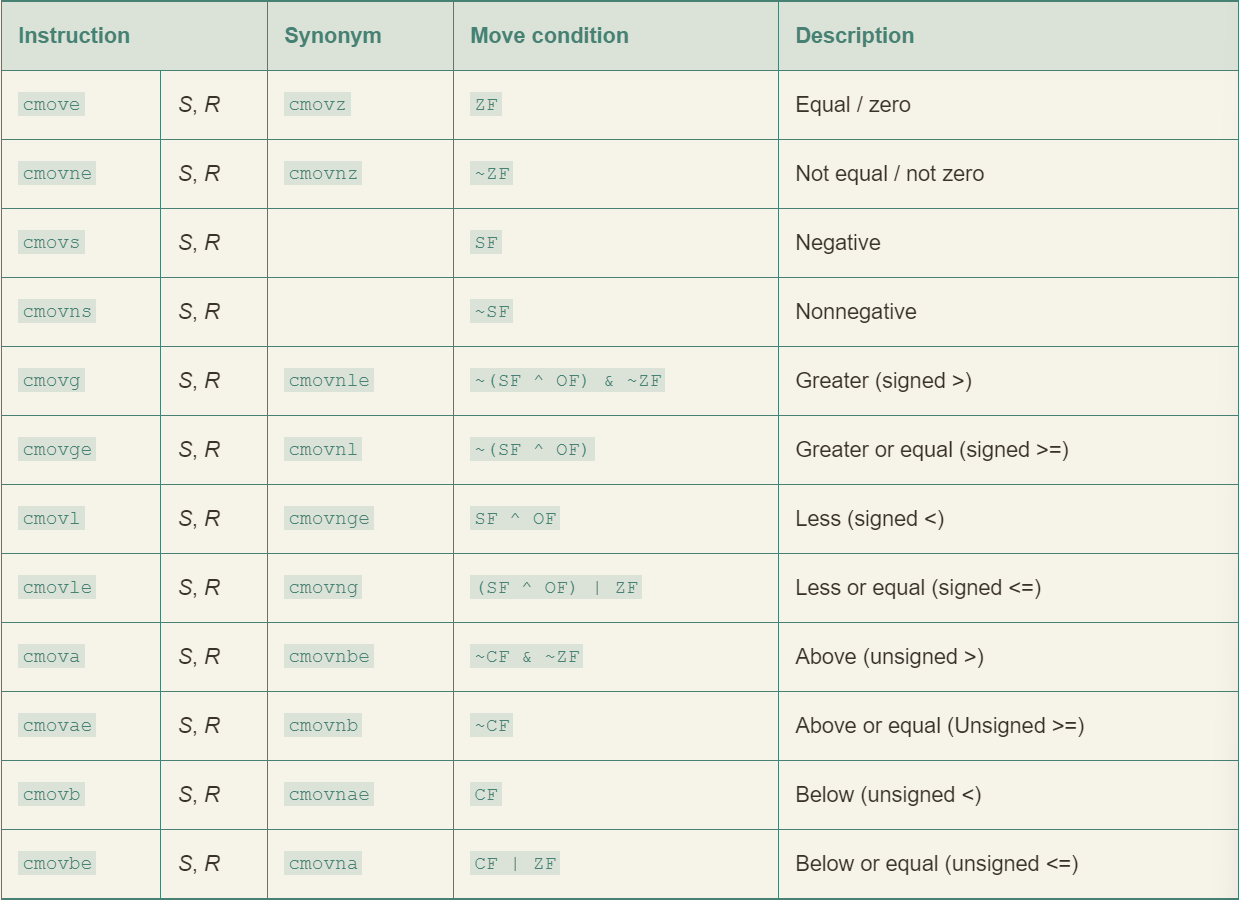 Instruction Synonym Move condition Description
cmove S, R cmovz ZF Equal / zero
cmovne S, R cmovnz ~ZF Not equal / not zero
cmovs S, R SF Negative
cmovns S, R ~SF Nonnegative
cmovg S, R cmovnle ~(SF ^ OF) & ~ZF Greater (signed >)
cmovge S, R cmovnl ~(SF ^ OF) Greater or equal (signed >=)
cmovl S, R cmovnge SF ^ OF Less (signed <)
cmovle S, R cmovng (SF ^ OF) | ZF Less or equal (signed <=)
cmova S, R cmovnbe ~CF & ~ZF Above (unsigned >)
cmovae S, R cmovnb ~CF Above or equal (Unsigned >=)
cmovb S, R cmovnae CF Below (unsigned <)
cmovbe S, R cmovna CF | ZF Below or equal (unsigned <=)